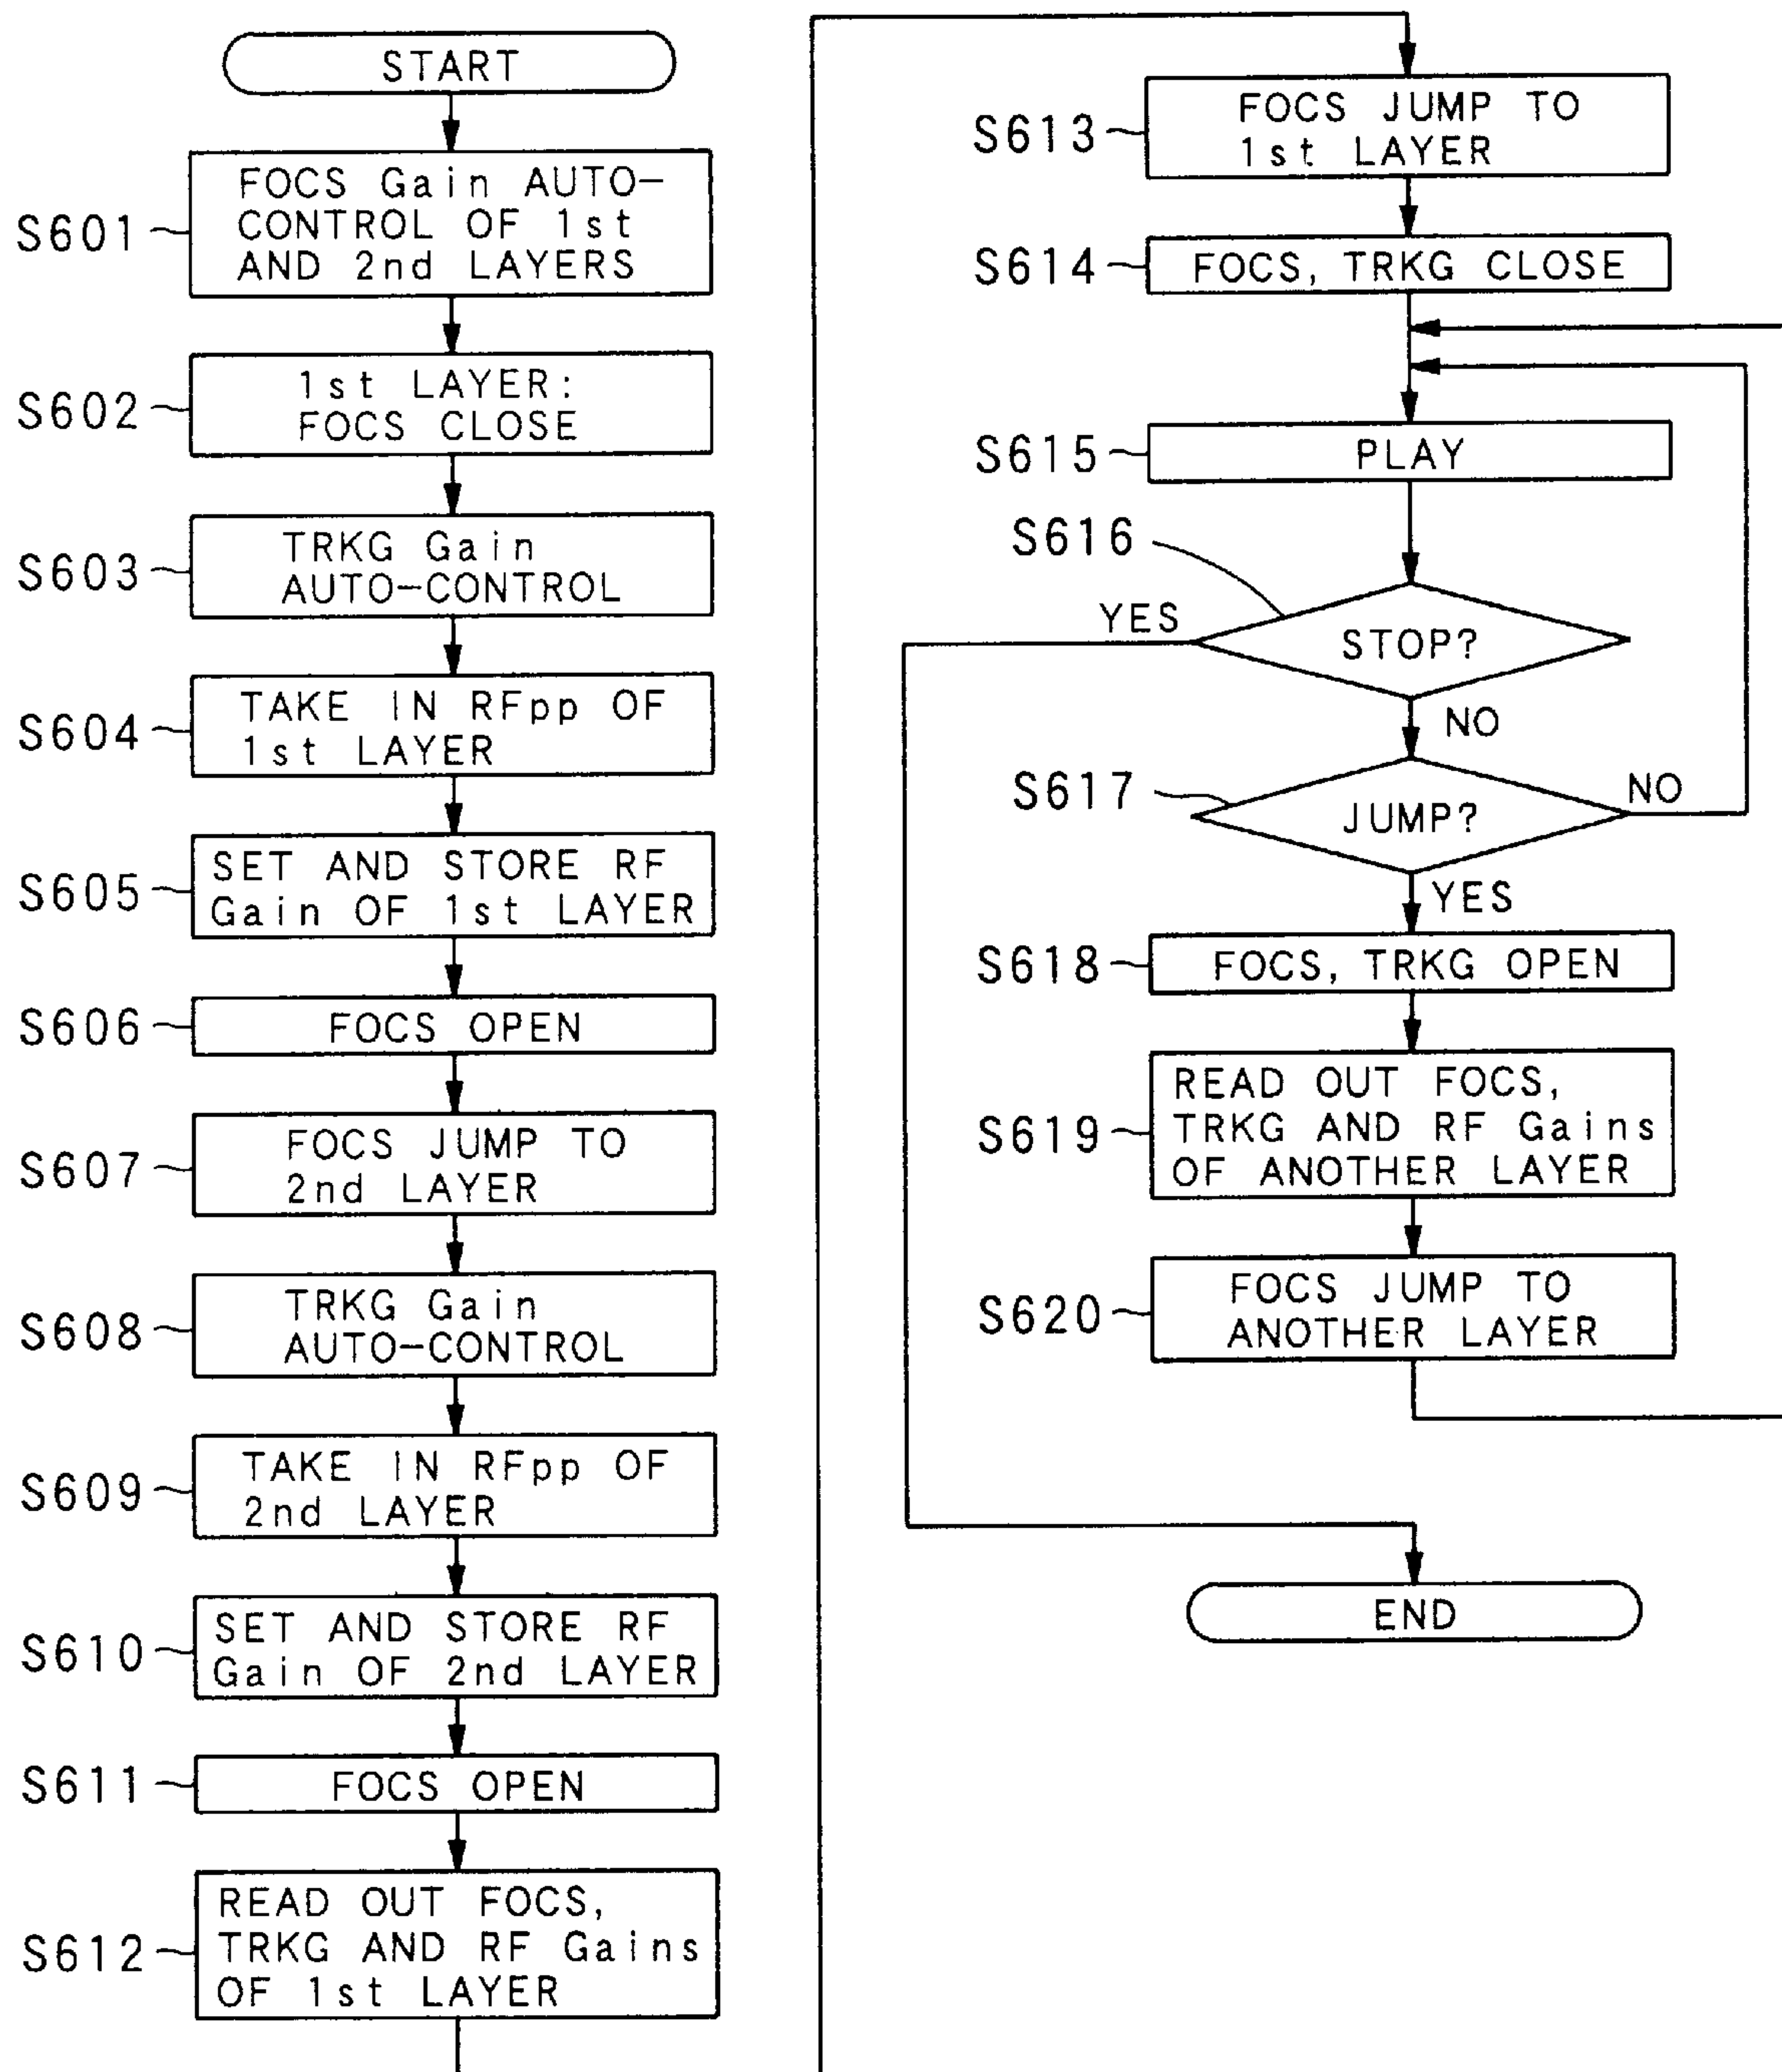 START
S601
FOCS Gain AUTO-
CONTROL OF 1st
AND 2nd LAYERS
S602
1st LAYER:
FOCS CLOSE
S603
TRKG Gain
AUTO-CONTROL
S604
TAKE IN RFpp OF
1st LAYER
S605
SET AND STORE RF
Gain OF 1st LAYER
S606
FOCS OPEN
S607
FOCS JUMP TO
2nd LAYER
S608
TRKG Gain
AUTO-CONTROL
S609
TAKE IN RFpp OF
2nd LAYER
S610
SET AND STORE RF
Gain OF 2nd LAYER
S611
FOCS OPEN
S612
READ OUT FOCS,
TRKG AND RF Gains
OF 1st LAYER
S613
FOCS JUMP TO
1st LAYER
S614
FOCS, TRKG CLOSE
S615
PLAY
S616
YES
STOP?
NO
S617
JUMP?
NO
YES
S618
FOCS, TRKG OPEN
S619
READ OUT FOCS,
TRKG AND RF Gains
OF ANOTHER LAYER
S620
FOCS JUMP TO
ANOTHER LAYER
END